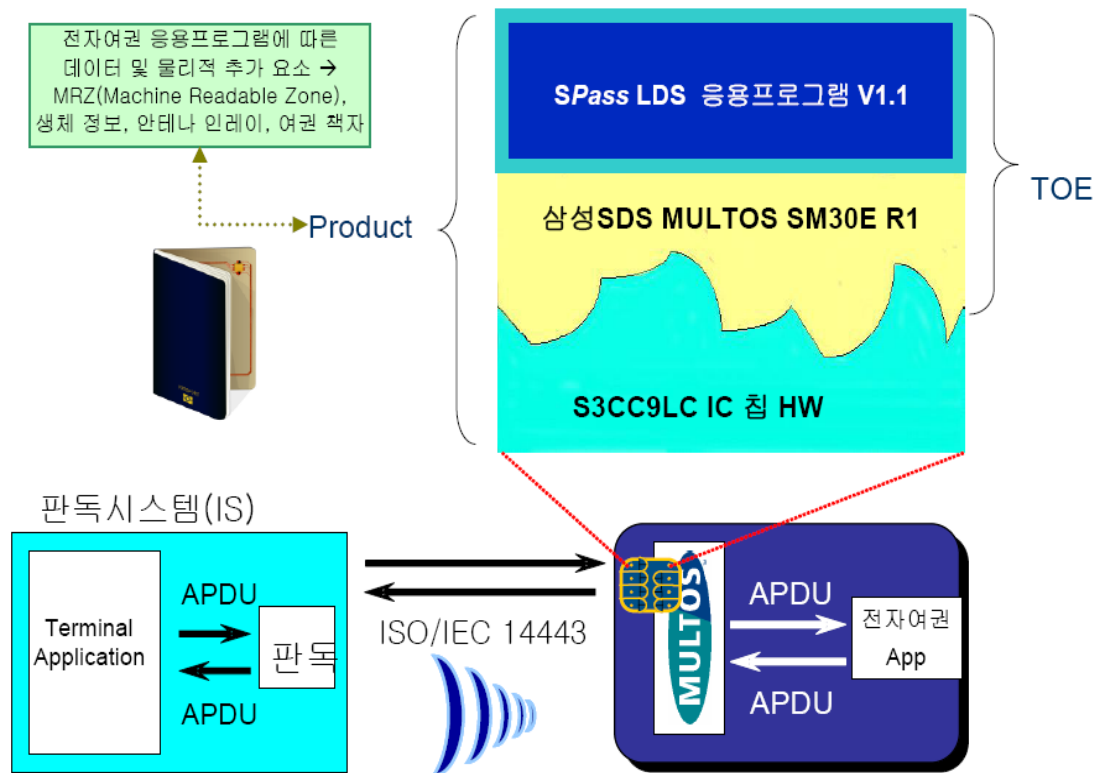 전자여권 응용프로그램에 따른
데이터 및 물리적 추가 요소 →
MRZ(Machine Readable Zone),
생체 정보, 안테나 인레이, 여권 책자
Product
SPass LDS 응용프로그램 V1.1
삼성SDS MULTOS SM30E R1
S3CC9LC IC 칩 HW
TOE
판독시스템(IS)
Terminal
Application
APDU
APDU
판독
ISO/IEC 14443
MULTOS
APDU
APDU
전자여권
App